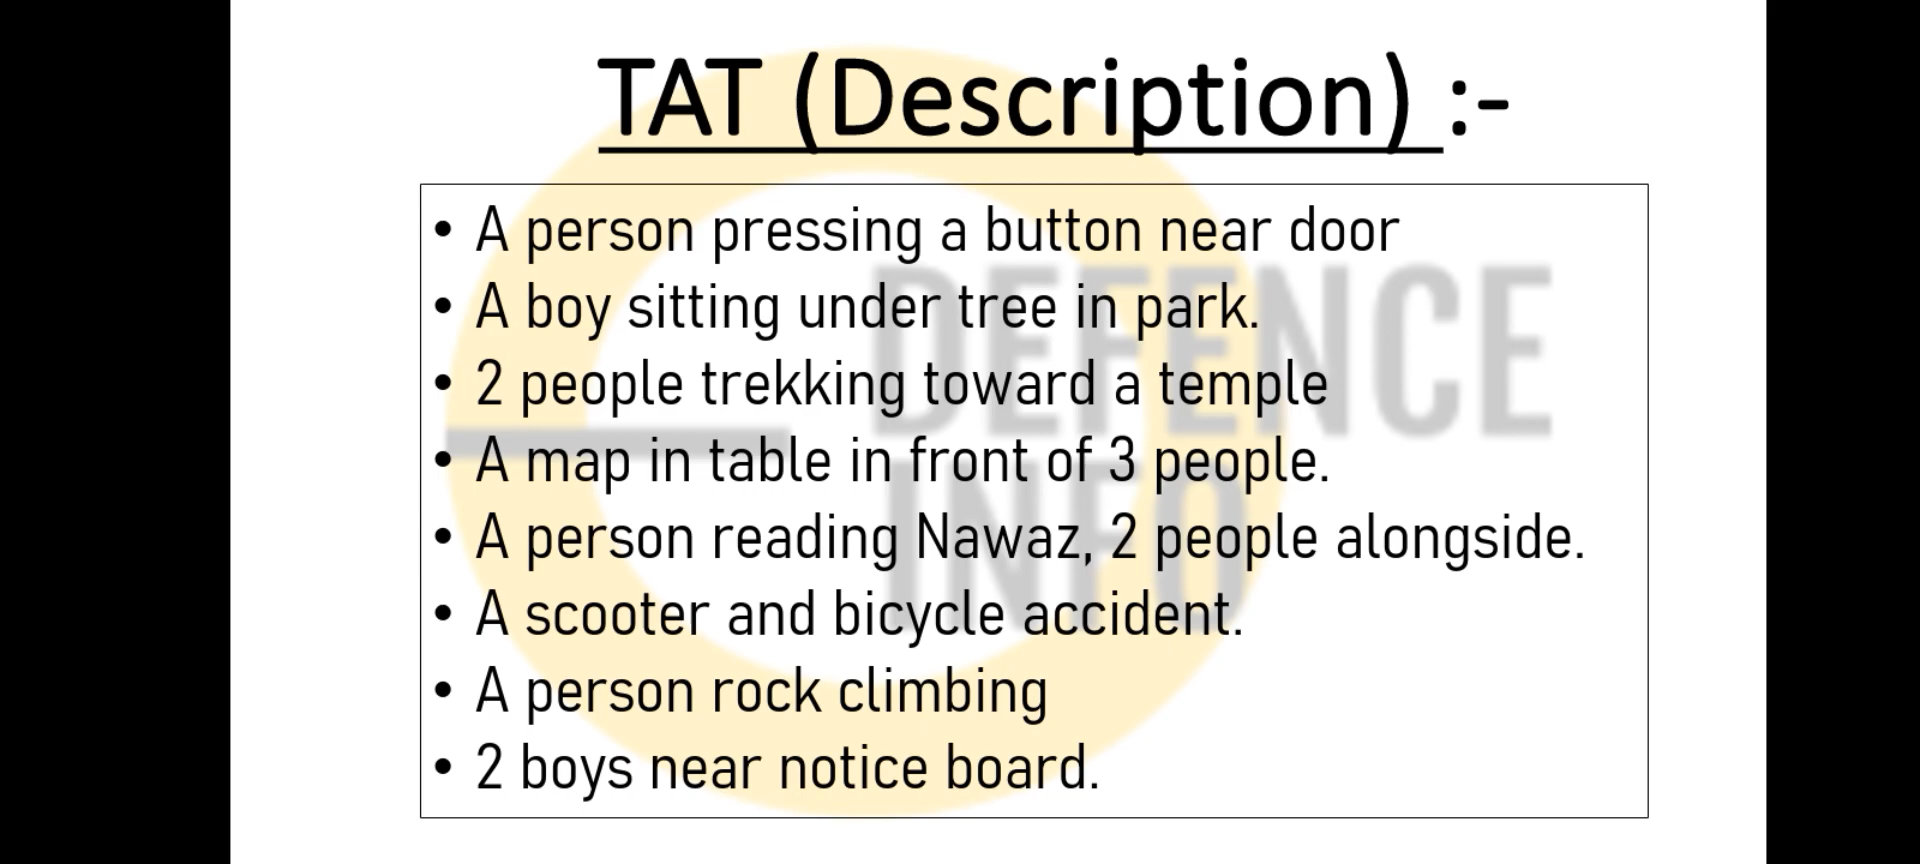 TAT (Description) :-
• A person pressing a button near door
• A boy sitting under tree in park.
• 2 people trekking toward a temple
• A map in table in front of 3 people.
• A person reading Nawaz, 2 people alongside.
• A scooter and bicycle accident.
• A person rock climbing
• 2 boys near notice board.
DEFENCE
INFO